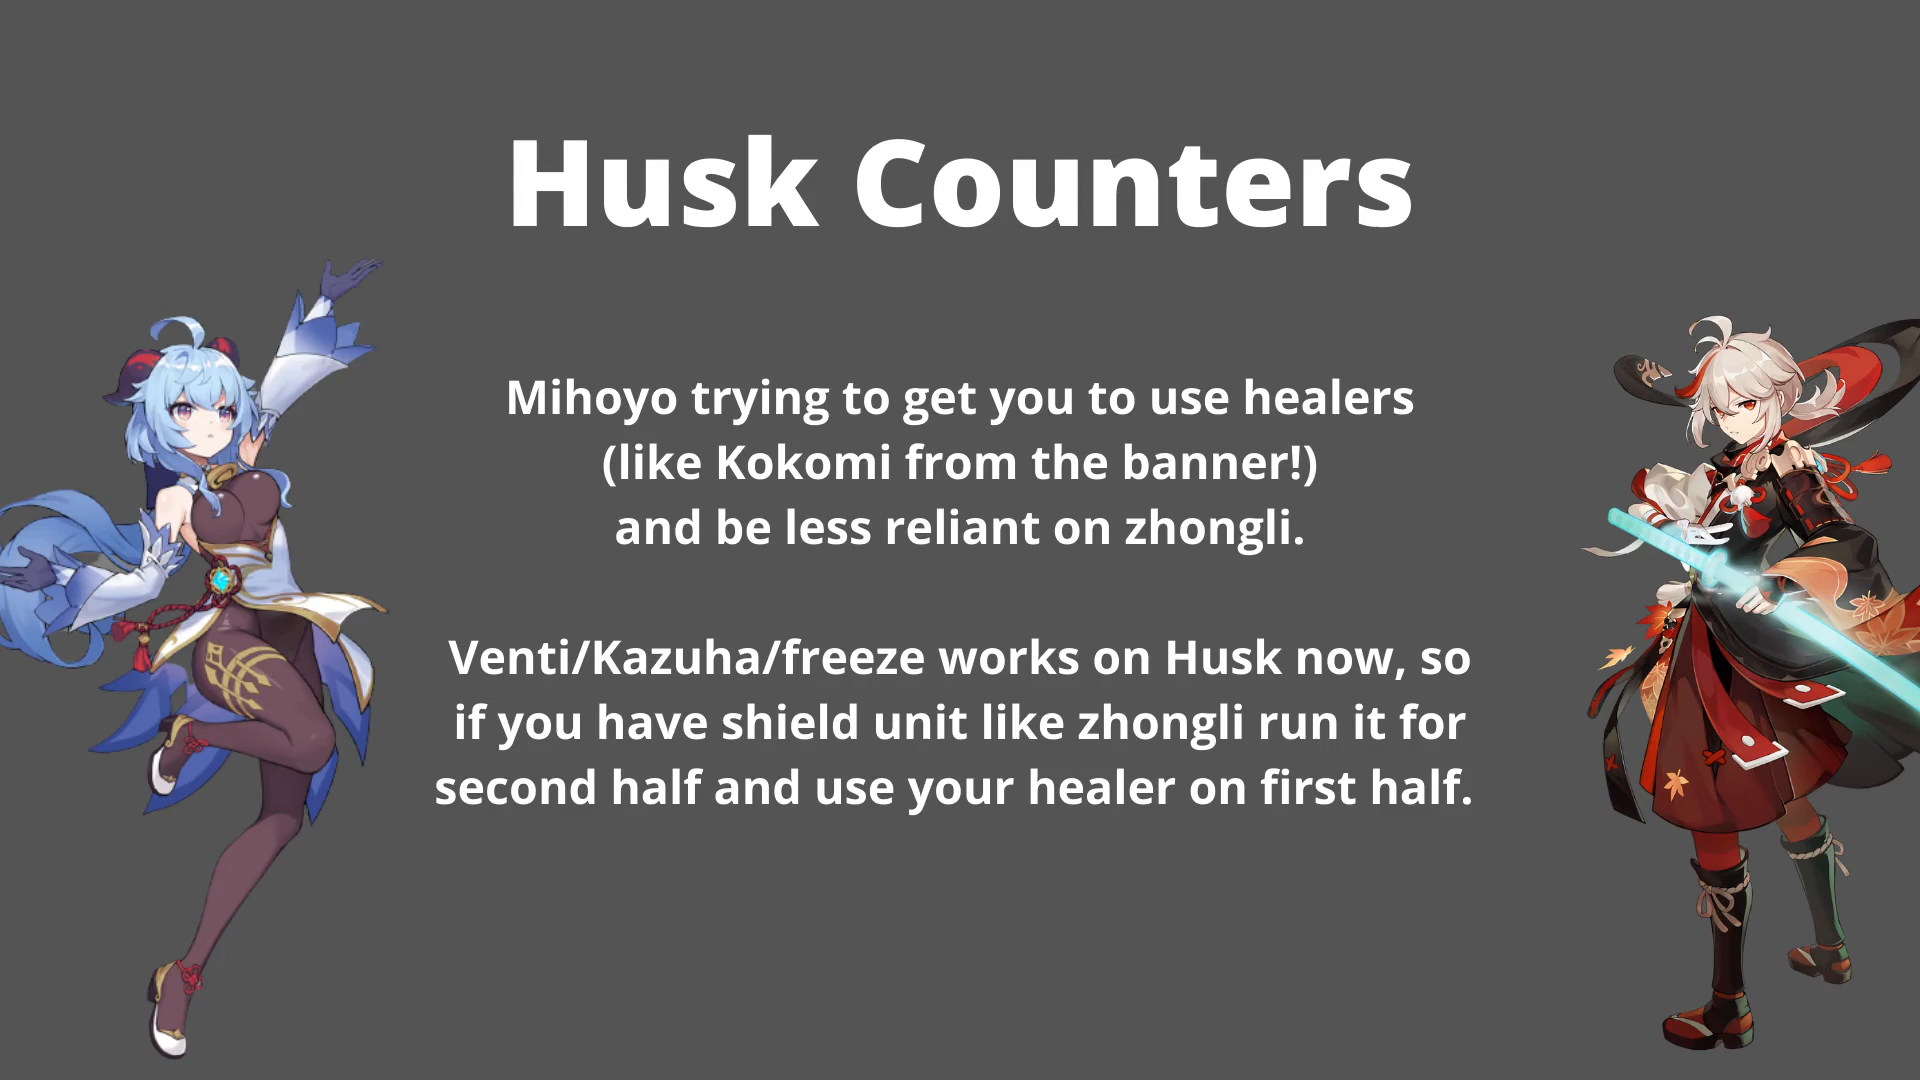 Husk Counters
Mihoyo trying to get you to use healers
(like Kokomi from the banner!)
and be less reliant on zhongli.
Venti/Kazuha/freeze works on Husk now, so
if you have shield unit like zhongli run it for
second half and use your healer on first half.